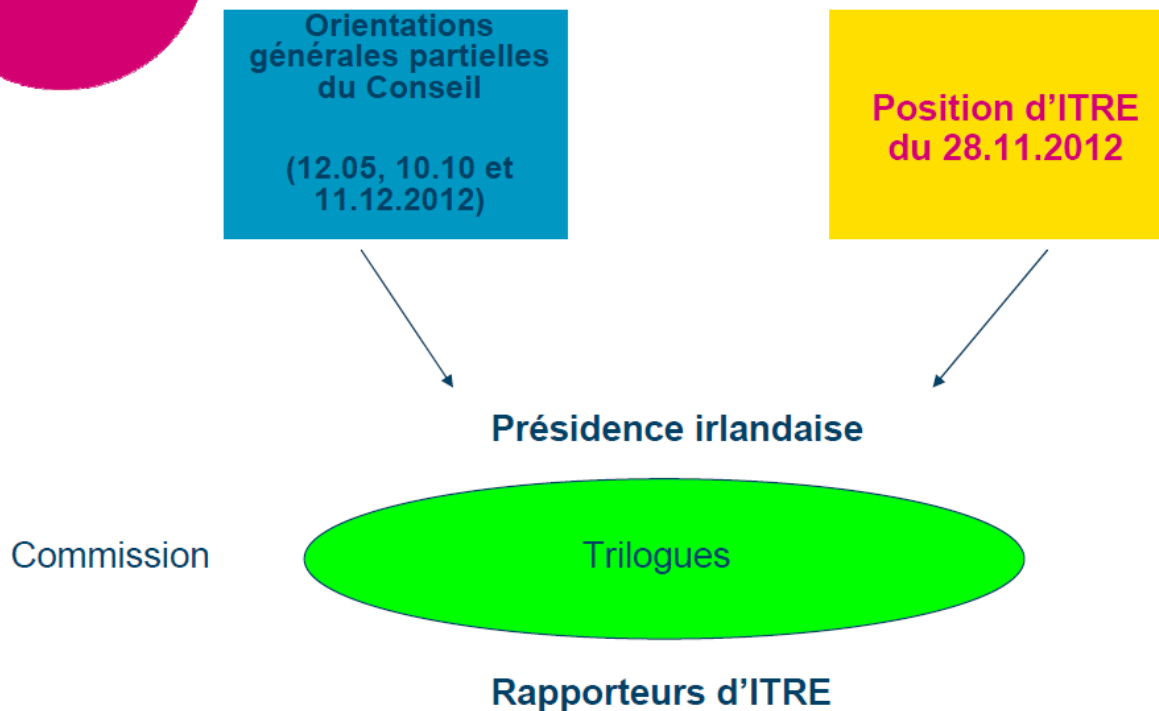 Orientations
générales partielles
du Conseil
(12.05, 10.10 et
11.12.2012)
Position d’ITRE
du 28.11.2012
Présidence irlandaise
Commission
Trilogues
Rapporteurs d’ITRE